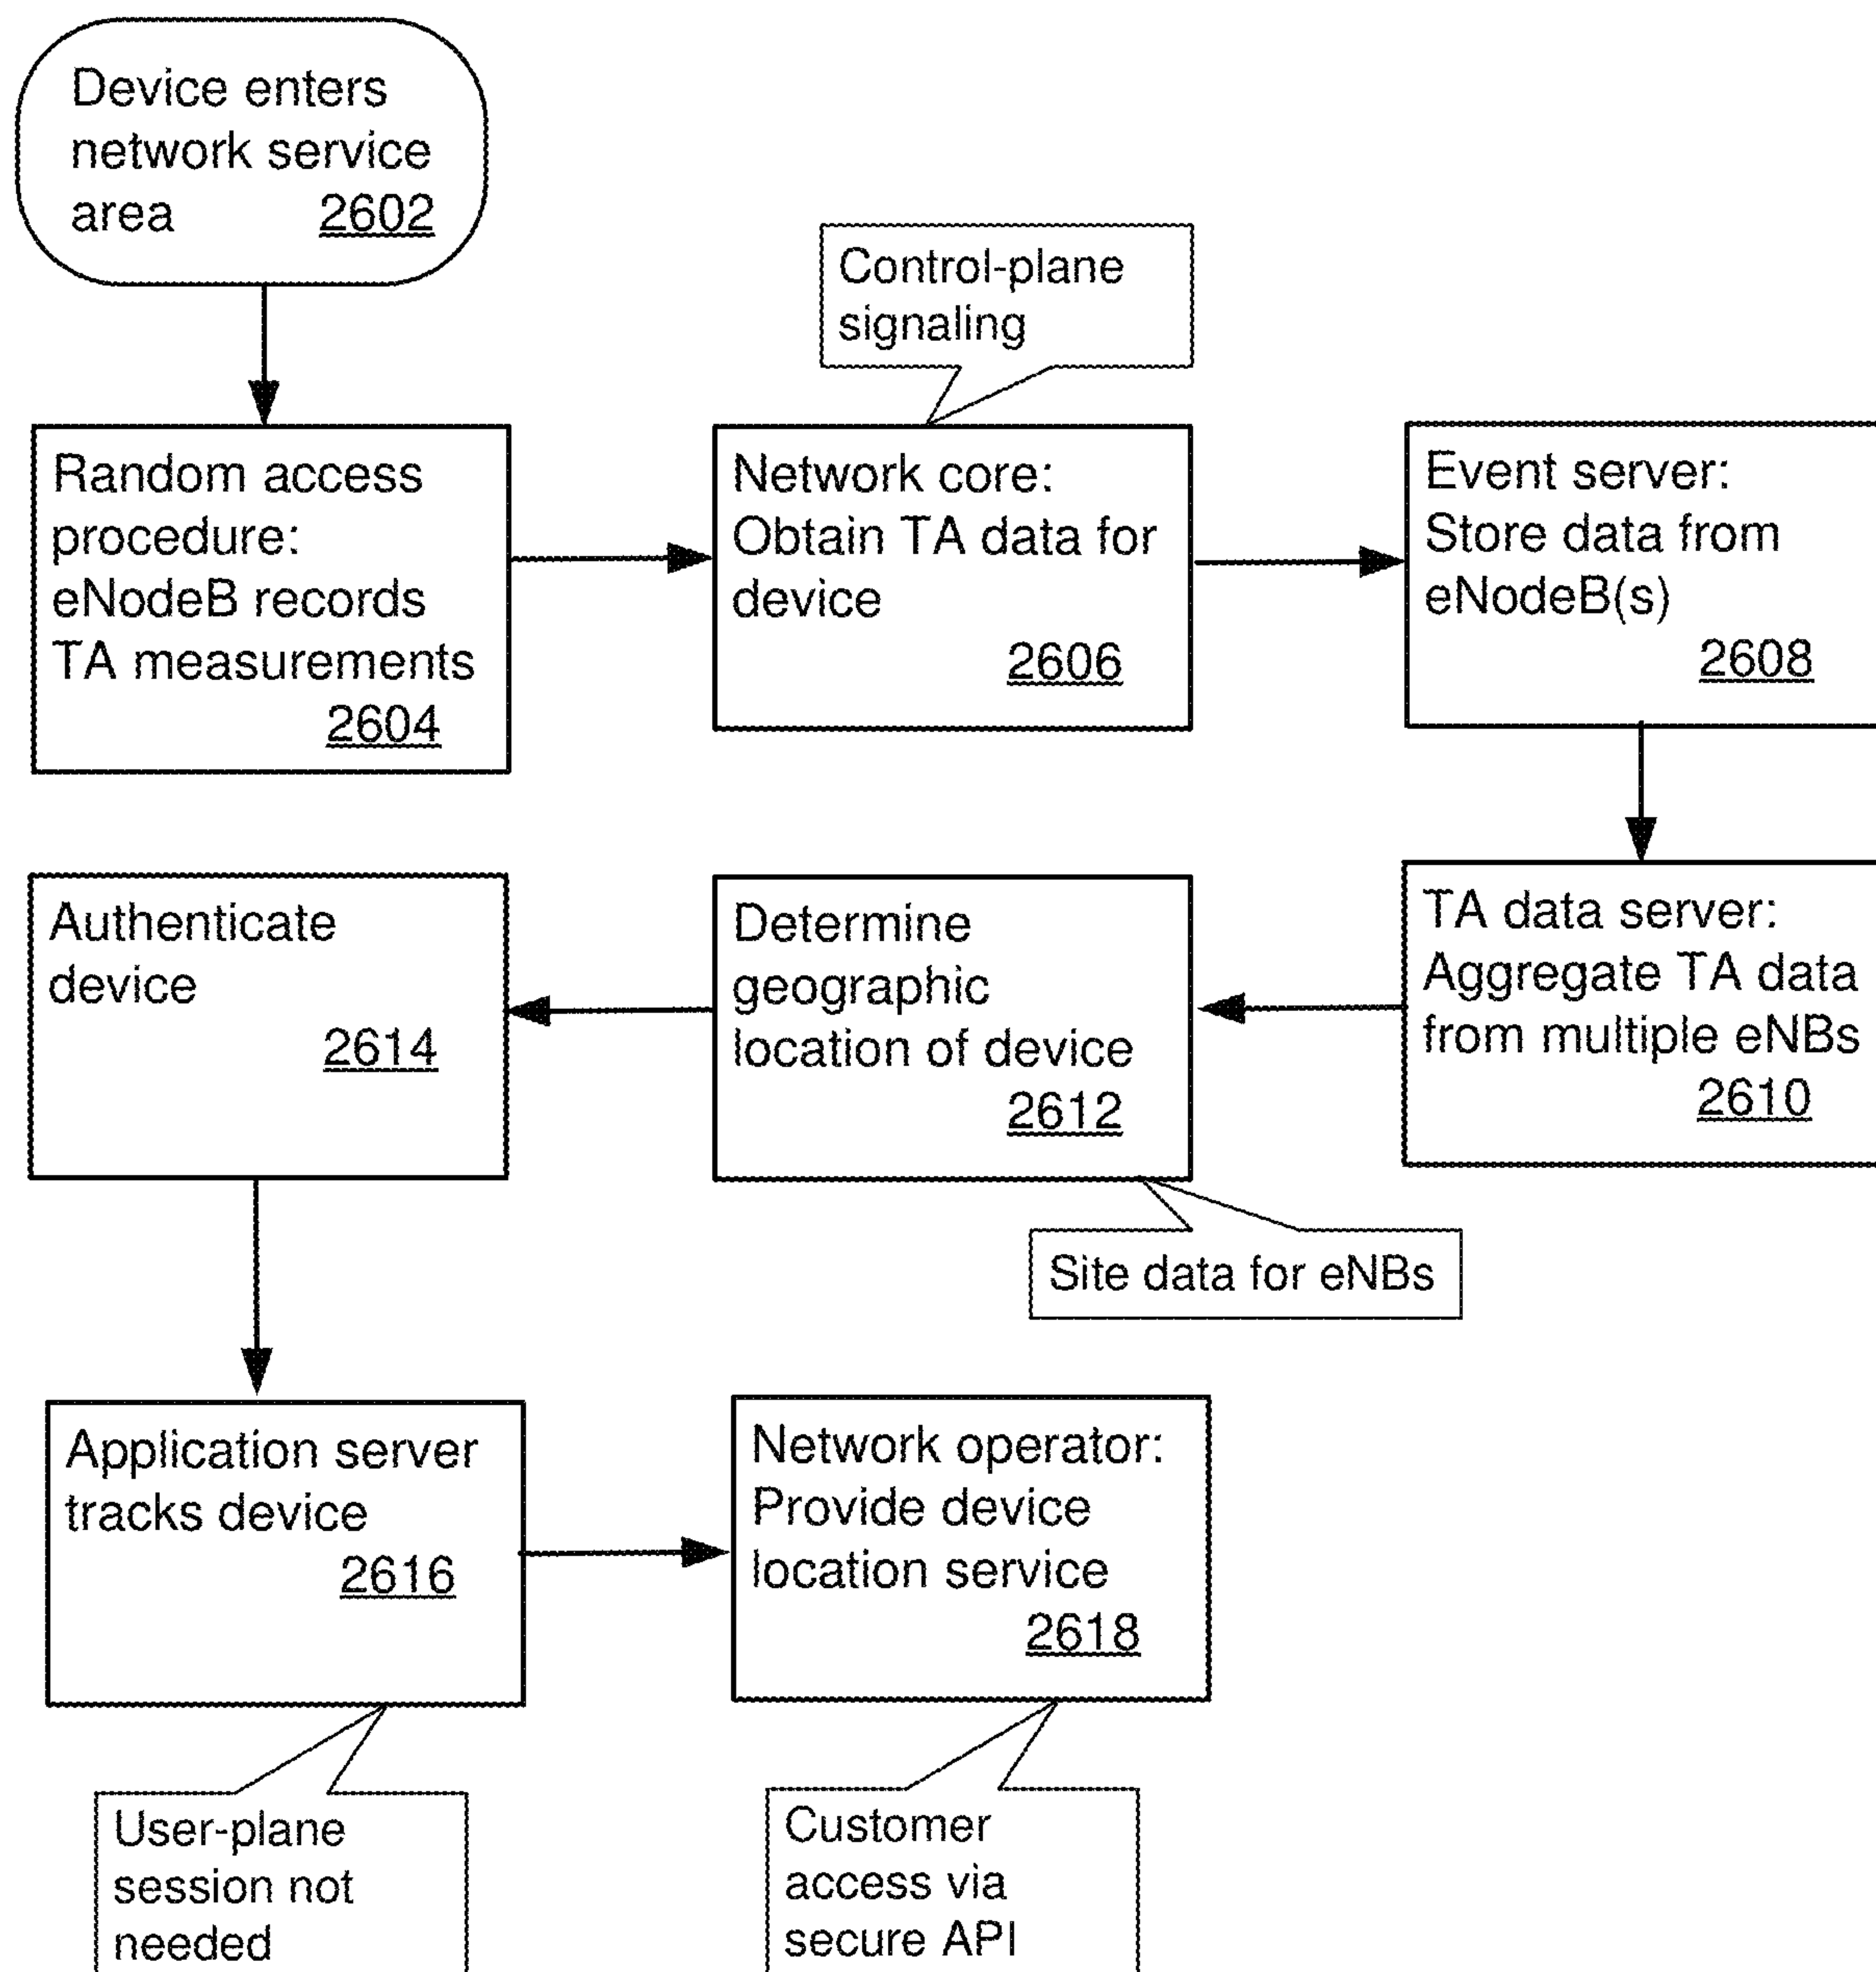 Device enters
network service
area 2602
Control-plane
signaling
Random access
procedure:
eNodeB records
TA measurements
2604
Network core:
Obtain TA data for
device
2606
Event server:
Store data from
eNodeB(s)
2608
TA data server:
Aggregate TA data
from multiple eNBs
2610
Determine
geographic
location of device
2612
Site data for eNBs
Authenticate
device
2614
Application server
tracks device
2616
User-plane
session not
needed
Network operator:
Provide device
location service
2618
Customer
access via
secure API